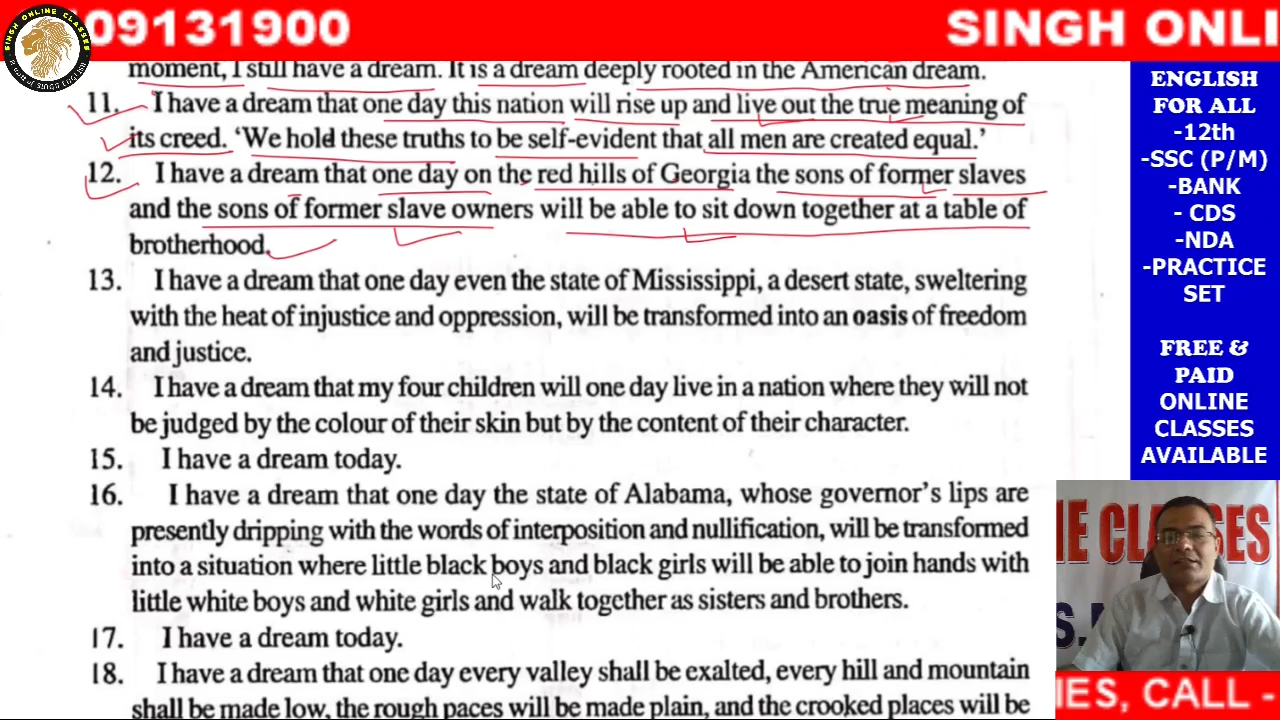 09131900
SINGH ONLI
SINGH ONLINE CLASSES
moment, I still have a dream. It is a dream deeply rooted in the American dream.
11. I have a dream that one day this nation will rise up and live out the true meaning of
its creed. ‘We hold these truths to be self-evident that all men are created equal.’
12. I have a dream that one day on the red hills of Georgia the sons of former slaves
and the sons of former slave owners will be able to sit down together at a table of
brotherhood.
13. I have a dream that one day even the state of Mississippi, a desert state, sweltering
with the heat of injustice and oppression, will be transformed into an oasis of freedom
and justice.
14. I have a dream that my four children will one day live in a nation where they will not
be judged by the colour of their skin but by the content of their character.
15. I have a dream today.
16. I have a dream that one day the state of Alabama, whose governor's lips are
presently dripping with the words of interposition and nullification, will be transformed
into a situation where little black boys and black girls will be able to join hands with
little white boys and white girls and walk together as sisters and brothers.
17. I have a dream today.
18. I have a dream that one day every valley shall be exalted, every hill and mountain
shall be made low, the rough paces will be made plain, and the crooked places will be
ENGLISH
FOR ALL
-12th
-SSC (P/M)
-BANK
- CDS
-NDA
-PRACTICE
SET
FREE &
PAID
ONLINE
CLASSES
AVAILABLE
NE CLASSES
S.
IES, CALL -